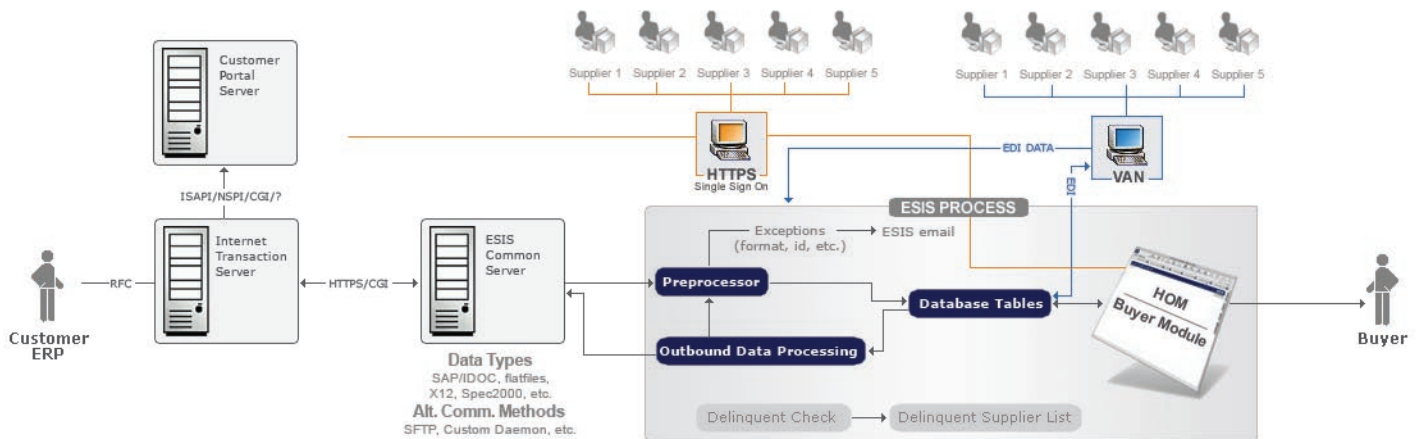 Supplier 1
Supplier 2
Supplier 3
Supplier 4
Supplier 5
Supplier 1
Supplier 2
Supplier 3
Supplier 4
Supplier 5
Customer
Portal
Server
HTTPS
Single Sign On
EDI DATA
VAN
EDI
ISAPI/NSPI/CGI/?
ESIS PROCESS
Internet
Transaction
Server
ESIS
Common
Server
Exceptions
(format, id, etc.)
ESIS email
RFC
HTTPS/CGI
Preprocessor
Database Tables
HOM
Buyer Module
Customer
ERP
Buyer
Outbound Data Processing
Data Types
SAP/IDOC, flatfiles,
X12, Spec2000, etc.
Alt. Comm. Methods
SFTP, Custom Daemon, etc.
Delinquent Check
Delinquent Supplier List